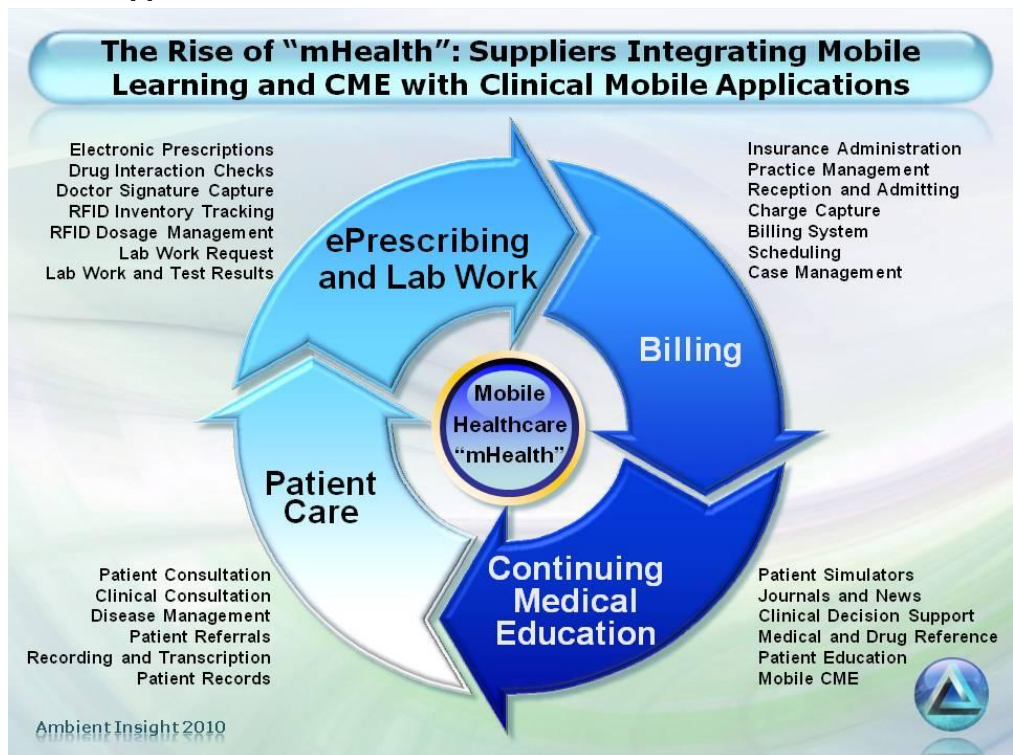 The Rise of “mHealth”: Suppliers Integrating Mobile
Learning and CME with Clinical Mobile Applications
Electronic Prescriptions
Drug Interaction Checks
Doctor Signature Capture
RFID Inventory Tracking
RFID Dosage Management
Lab Work Request
Lab Work and Test Results
ePrescribing
and Lab Work
Insurance Administration
Practice Management
Reception and Admitting
Charge Capture
Billing System
Scheduling
Case Management
Billing
Mobile
Healthcare
“mHealth”
Patient
Care
Continuing
Medical
Education
Patient Consultation
Clinical Consultation
Disease Management
Patient Referrals
Recording and Transcription
Patient Records
Patient Simulators
Journals and News
Clinical Decision Support
Medical and Drug Reference
Patient Education
Mobile CME
Ambient Insight 2010